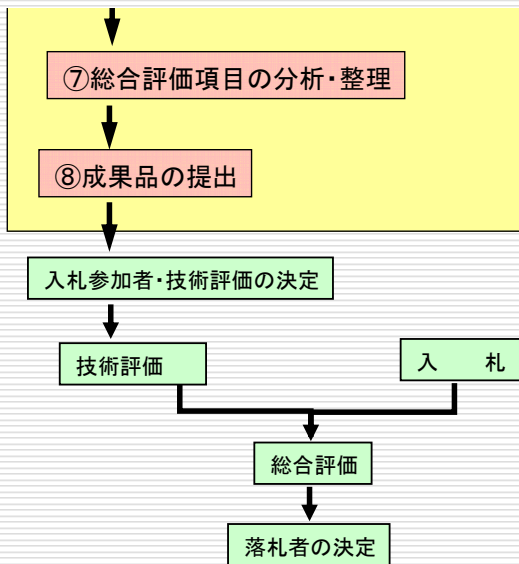 ⑦総合評価項目の分析・整理
⑧成果品の提出
入札参加者・技術評価の決定
技術評価
入　札
総合評価
落札者の決定